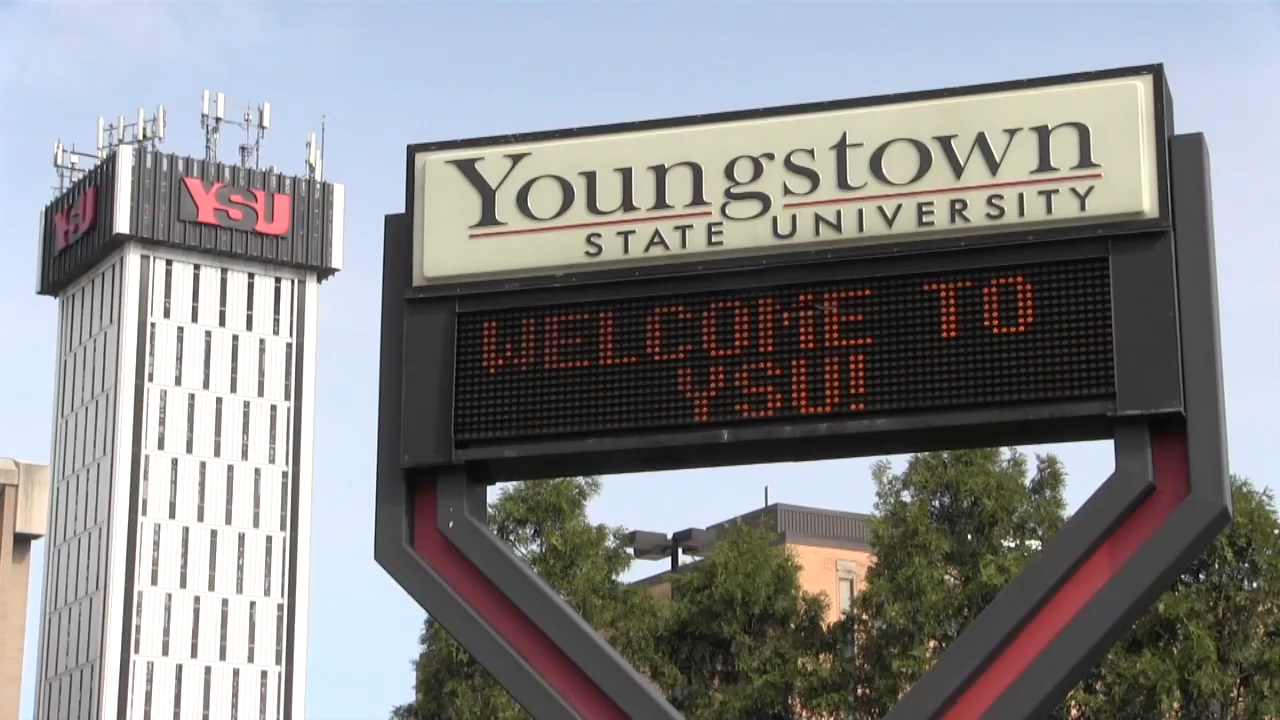 YSU
YSU
Youngstown
STATE UNIVERSITY
WELCOME TO
YSU!